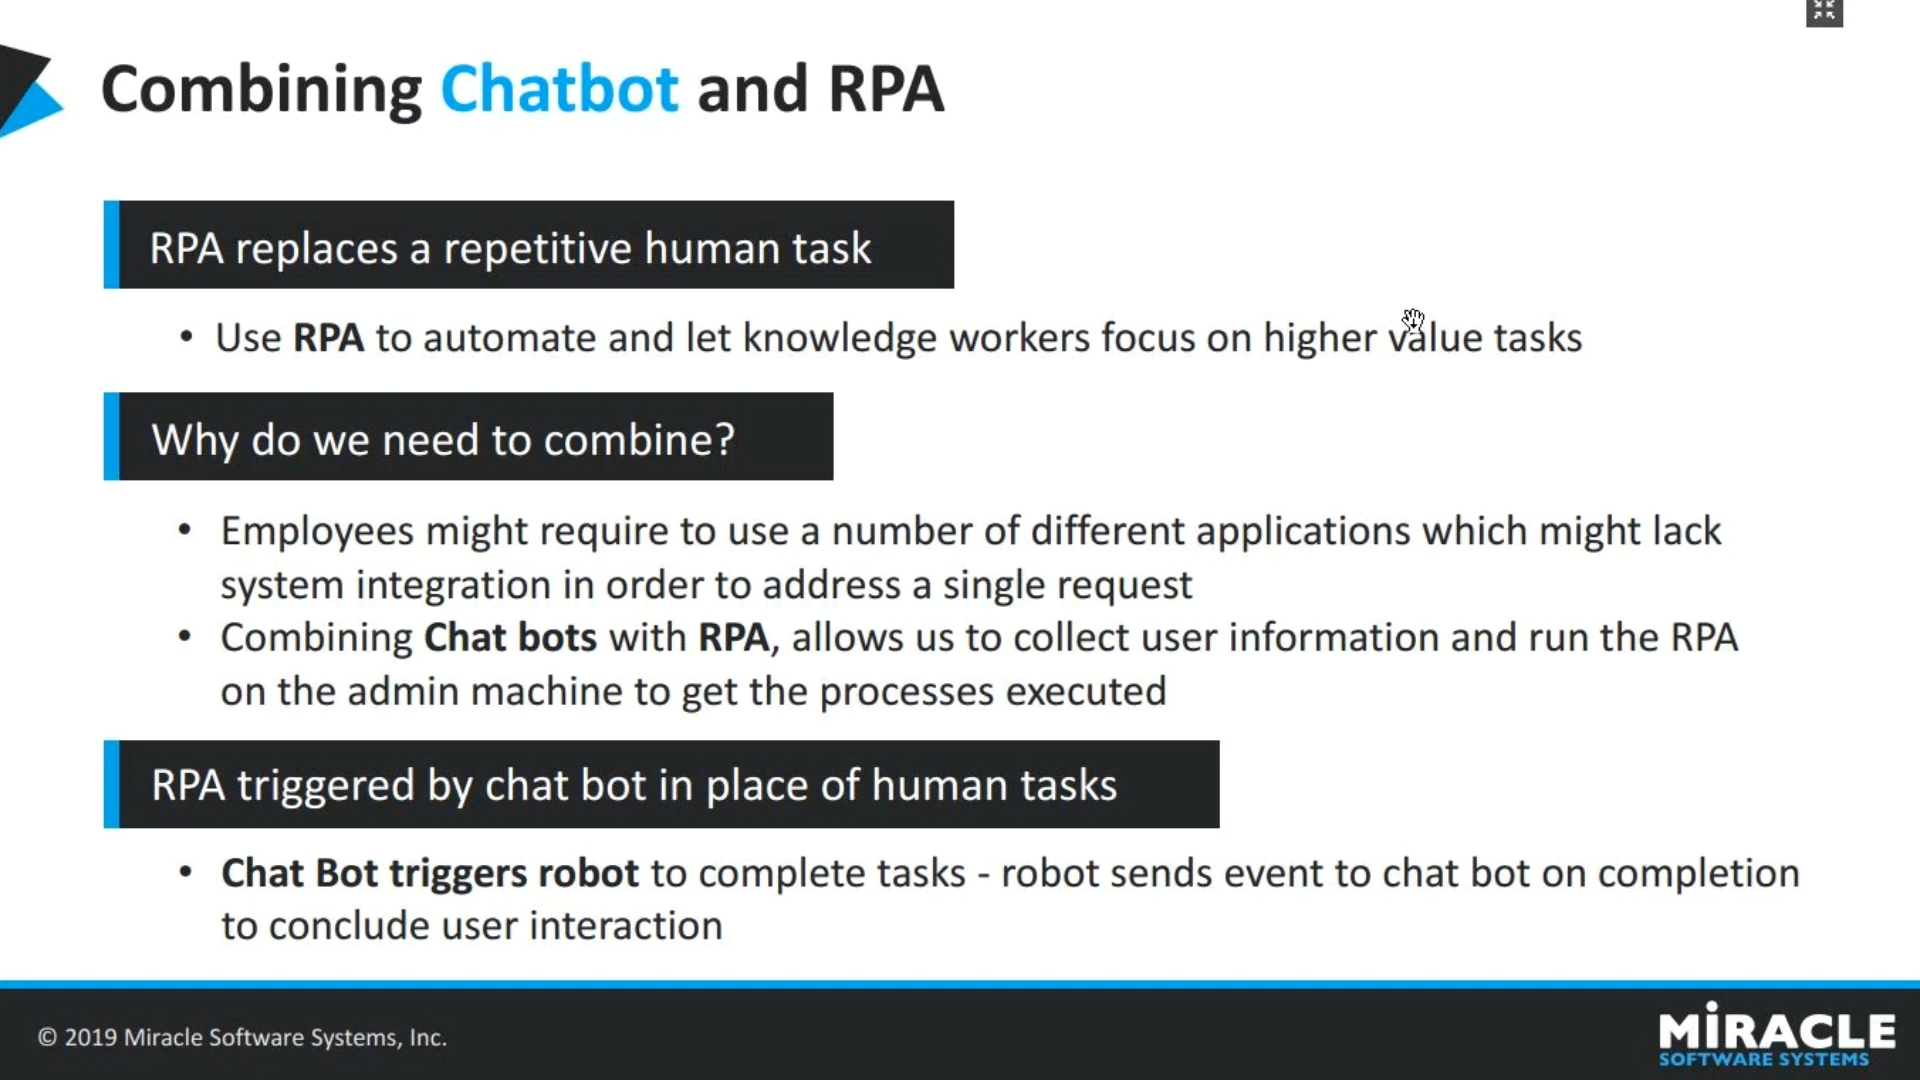 Combining Chatbot and RPA
RPA replaces a repetitive human task
• Use RPA to automate and let knowledge workers focus on higher value tasks
Why do we need to combine?
• Employees might require to use a number of different applications which might lack
system integration in order to address a single request
• Combining Chat bots with RPA, allows us to collect user information and run the RPA
on the admin machine to get the processes executed
RPA triggered by chat bot in place of human tasks
• Chat Bot triggers robot to complete tasks - robot sends event to chat bot on completion
to conclude user interaction
© 2019 Miracle Software Systems, Inc.
MiRACLE
SOFTWARE SYSTEMS